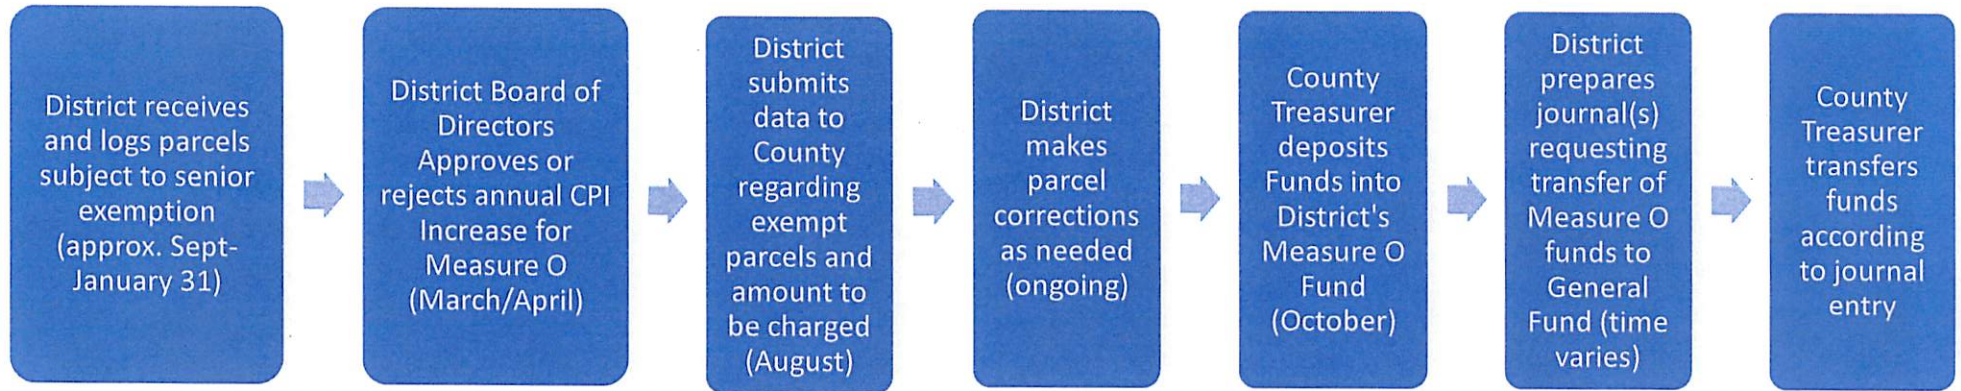 District receives
and logs parcels
subject to senior
exemption
(approx. Sept-
January 31)
District Board of
Directors
Approves or
rejects annual CPI
Increase for
Measure O
(March/April)
District
submits
data to
County
regarding
exempt
parcels and
amount to
be charged
(August)
District
makes
parcel
corrections
as needed
(ongoing)
County
Treasurer
deposits
Funds into
District's
Measure O
Fund
(October)
District
prepares
journal(s)
requesting
transfer of
Measure O
funds to
General
Fund (time
varies)
County
Treasurer
transfers
funds
according
to journal
entry